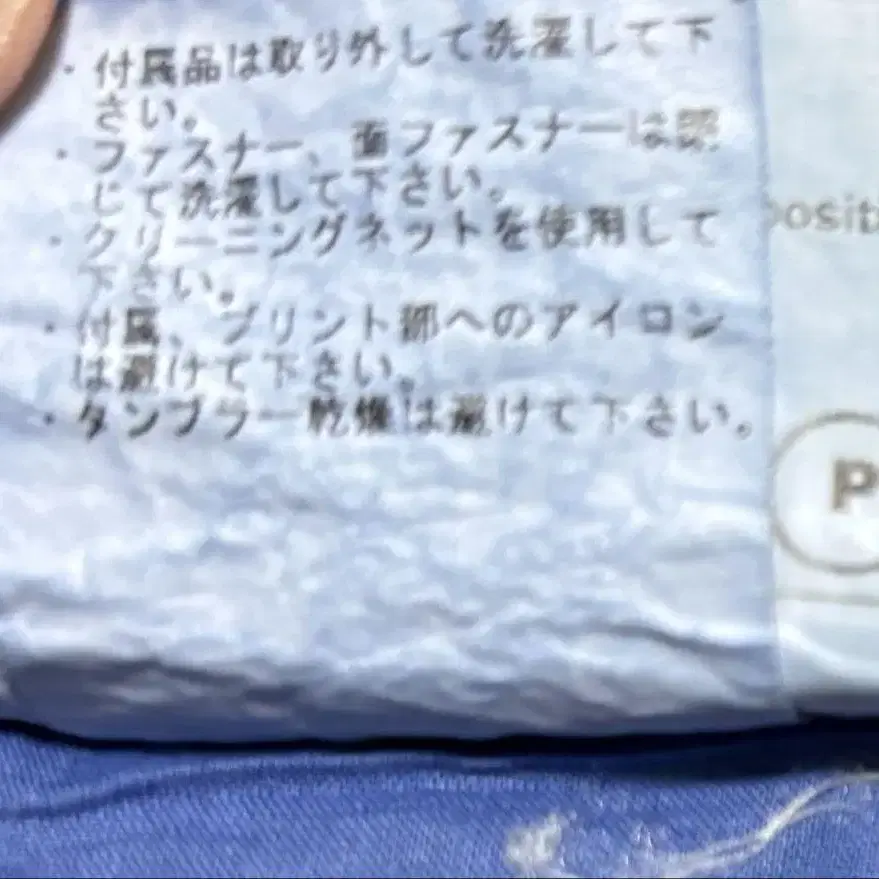 ・付属品は取り外して洗濯して下
さい。
・ファスナー、面ファスナーは閉
じて洗濯して下さい。
・クリーニングネットを使用して
下さい。
・付属、プリント部へのアイロン
は避けて下さい。
・タンブラー乾燥は避けて下さい。
osit
P